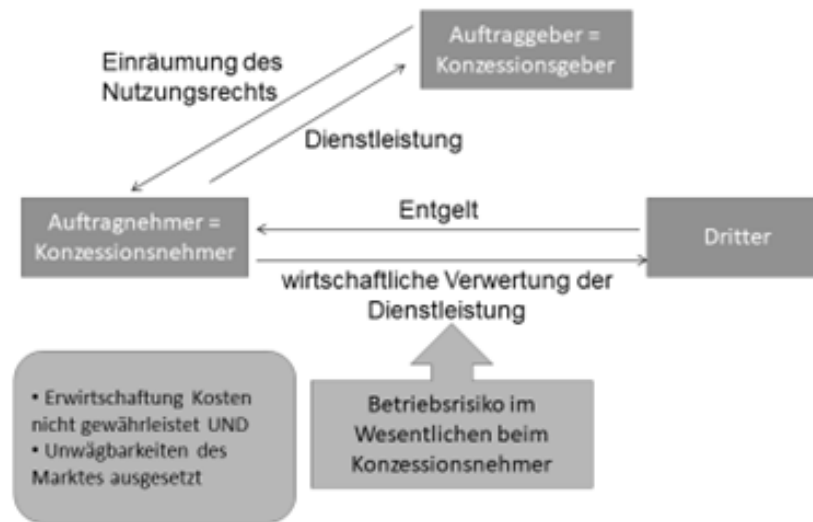 Auftraggeber =
Konzessionsgeber
Einräumung des
Nutzungsrechts
Dienstleistung
Auftragnehmer =
Konzessionsnehmer
Entgelt
Dritter
wirtschaftliche Verwertung der
Dienstleistung
• Erwirtschaftung Kosten
nicht gewährleistet UND
• Unwägbarkeiten des
Marktes ausgesetzt
Betriebsrisiko im
Wesentlichen beim
Konzessionsnehmer